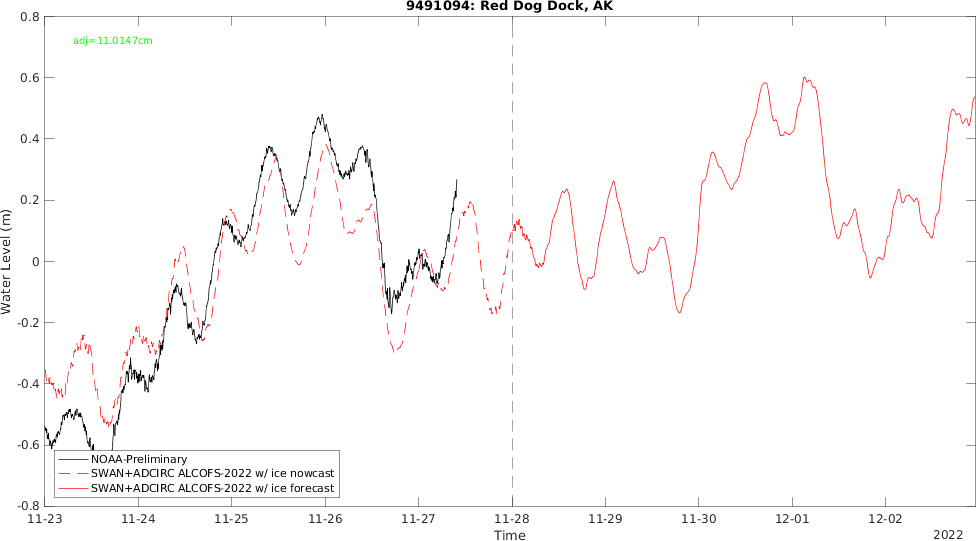 9491094: Red Dog Dock, AK
adj=11.0147cm
Water Level (m)
0.8
0.6
0.4
0.2
0
-0.2
-0.4
-0.6
-0.8
NOAA-Preliminary
SWAN+ADCIRC ALCOFS-2022 w/ ice nowcast
SWAN+ADCIRC ALCOFS-2022 w/ ice forecast
11-23 11-24 11-25 11-26 11-27 11-28 11-29 11-30 12-01 12-02
Time
2022